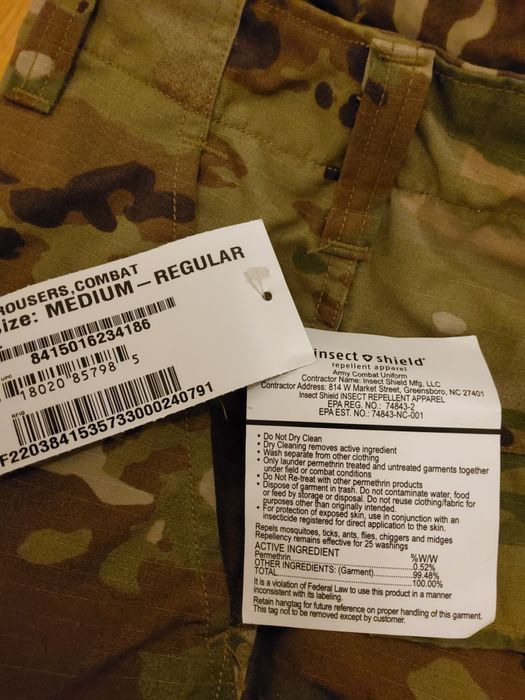 ROUSERS,COMBAT
ize: MEDIUM – REGULAR
8415016234186
UPC
18020 85798 5
RFID
F2203841535733000240791
insect shield®
repellent apparel
Army Combat Uniform
Contractor Name: Insect Shield Mfg, LLC
Contractor Address: 814 W Market Street, Greensboro, NC 27401
Insect Shield INSECT REPELLENT APPAREL
EPA REG. NO.: 74843-2
EPA EST. NO.: 74843-NC-001
• Do Not Dry Clean
• Dry Cleaning removes active ingredient
• Wash separate from other clothing
• Only launder permethrin treated and untreated garments together
under field or combat conditions
• Do Not Re-treat with other permethrin products
• Dispose of garment in trash. Do not contaminate water, food
or feed by storage or disposal. Do not reuse clothing/fabric for
purposes other than originally intended.
• For protection of exposed skin, use in conjunction with an
insecticide registered for direct application to the skin.
Repels mosquitoes, ticks, ants, flies, chiggers and midges
Repellency remains effective for 25 washings
ACTIVE INGREDIENT %W/W
Permethrin 0.52%
OTHER INGREDIENTS: (Garment) 99.48%
TOTAL 100.00%
It is a violation of Federal Law to use this product in a manner
inconsistent with its labeling.
Retain hangtag for future reference on proper handling of this garment.
This tag not to be removed except by customer.